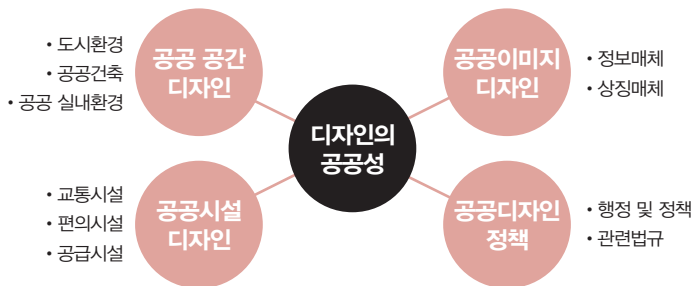 • 도시환경
• 공공건축
• 공공 실내환경
공공 공간
디자인
공공이미지
디자인
• 정보매체
• 상징매체
디자인의
공공성
• 교통시설
• 편의시설
• 공급시설
공공시설
디자인
공공디자인
정책
• 행정 및 정책
• 관련법규